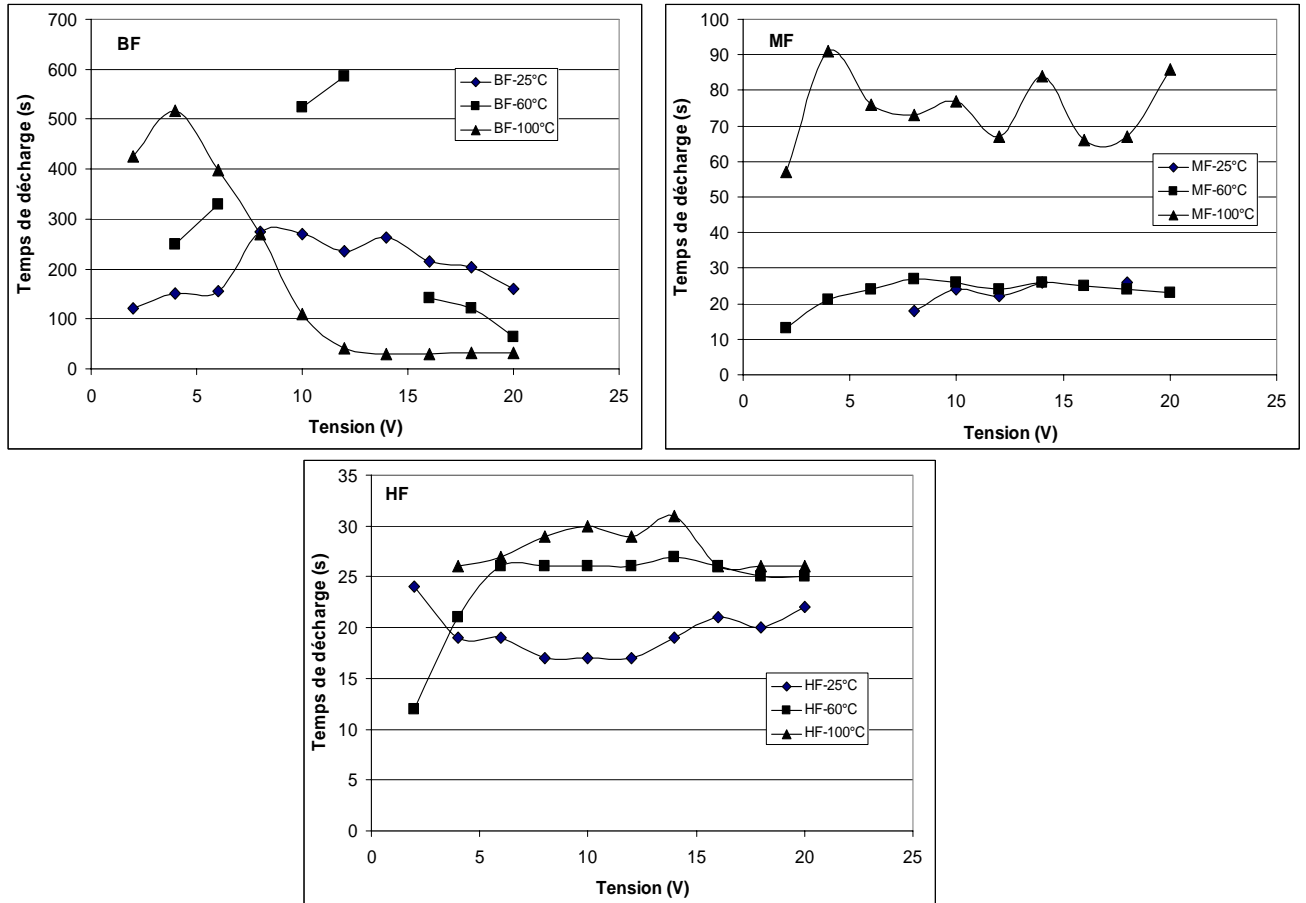 BF
Temps de décharge (s)
700
600
500
400
300
200
100
0
0 5 10 15 20 25
Tension (V)
BF-25°C
BF-60°C
BF-100°C
MF
Temps de décharge (s)
100
90
80
70
60
50
40
30
20
10
0
0 5 10 15 20 25
Tension (V)
MF-25°C
MF-60°C
MF-100°C
HF
Temps de décharge (s)
35
30
25
20
15
10
5
0
0 5 10 15 20 25
Tension (V)
HF-25°C
HF-60°C
HF-100°C